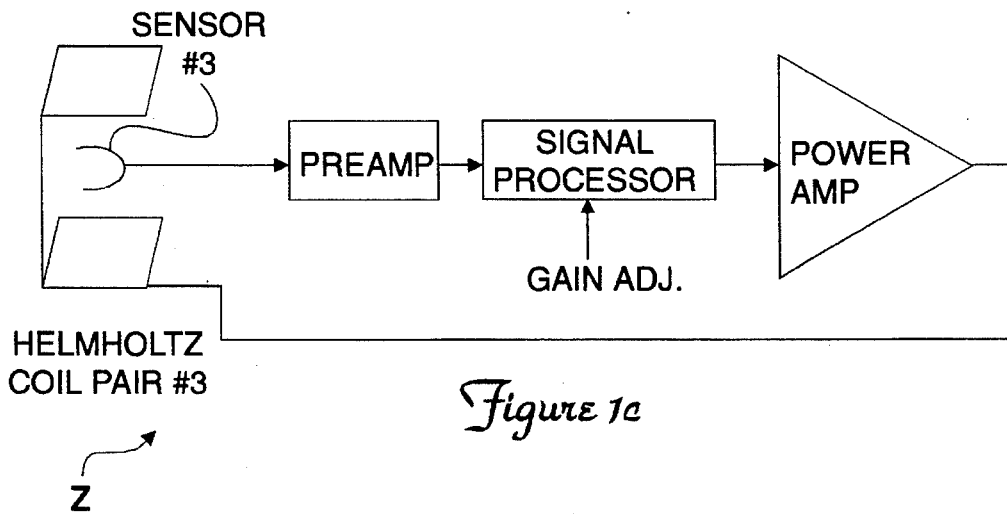 SENSOR
#3
PREAMP
SIGNAL
PROCESSOR
POWER
AMP
GAIN ADJ.
HELMHOLTZ
COIL PAIR #3
Figure 1c
Z